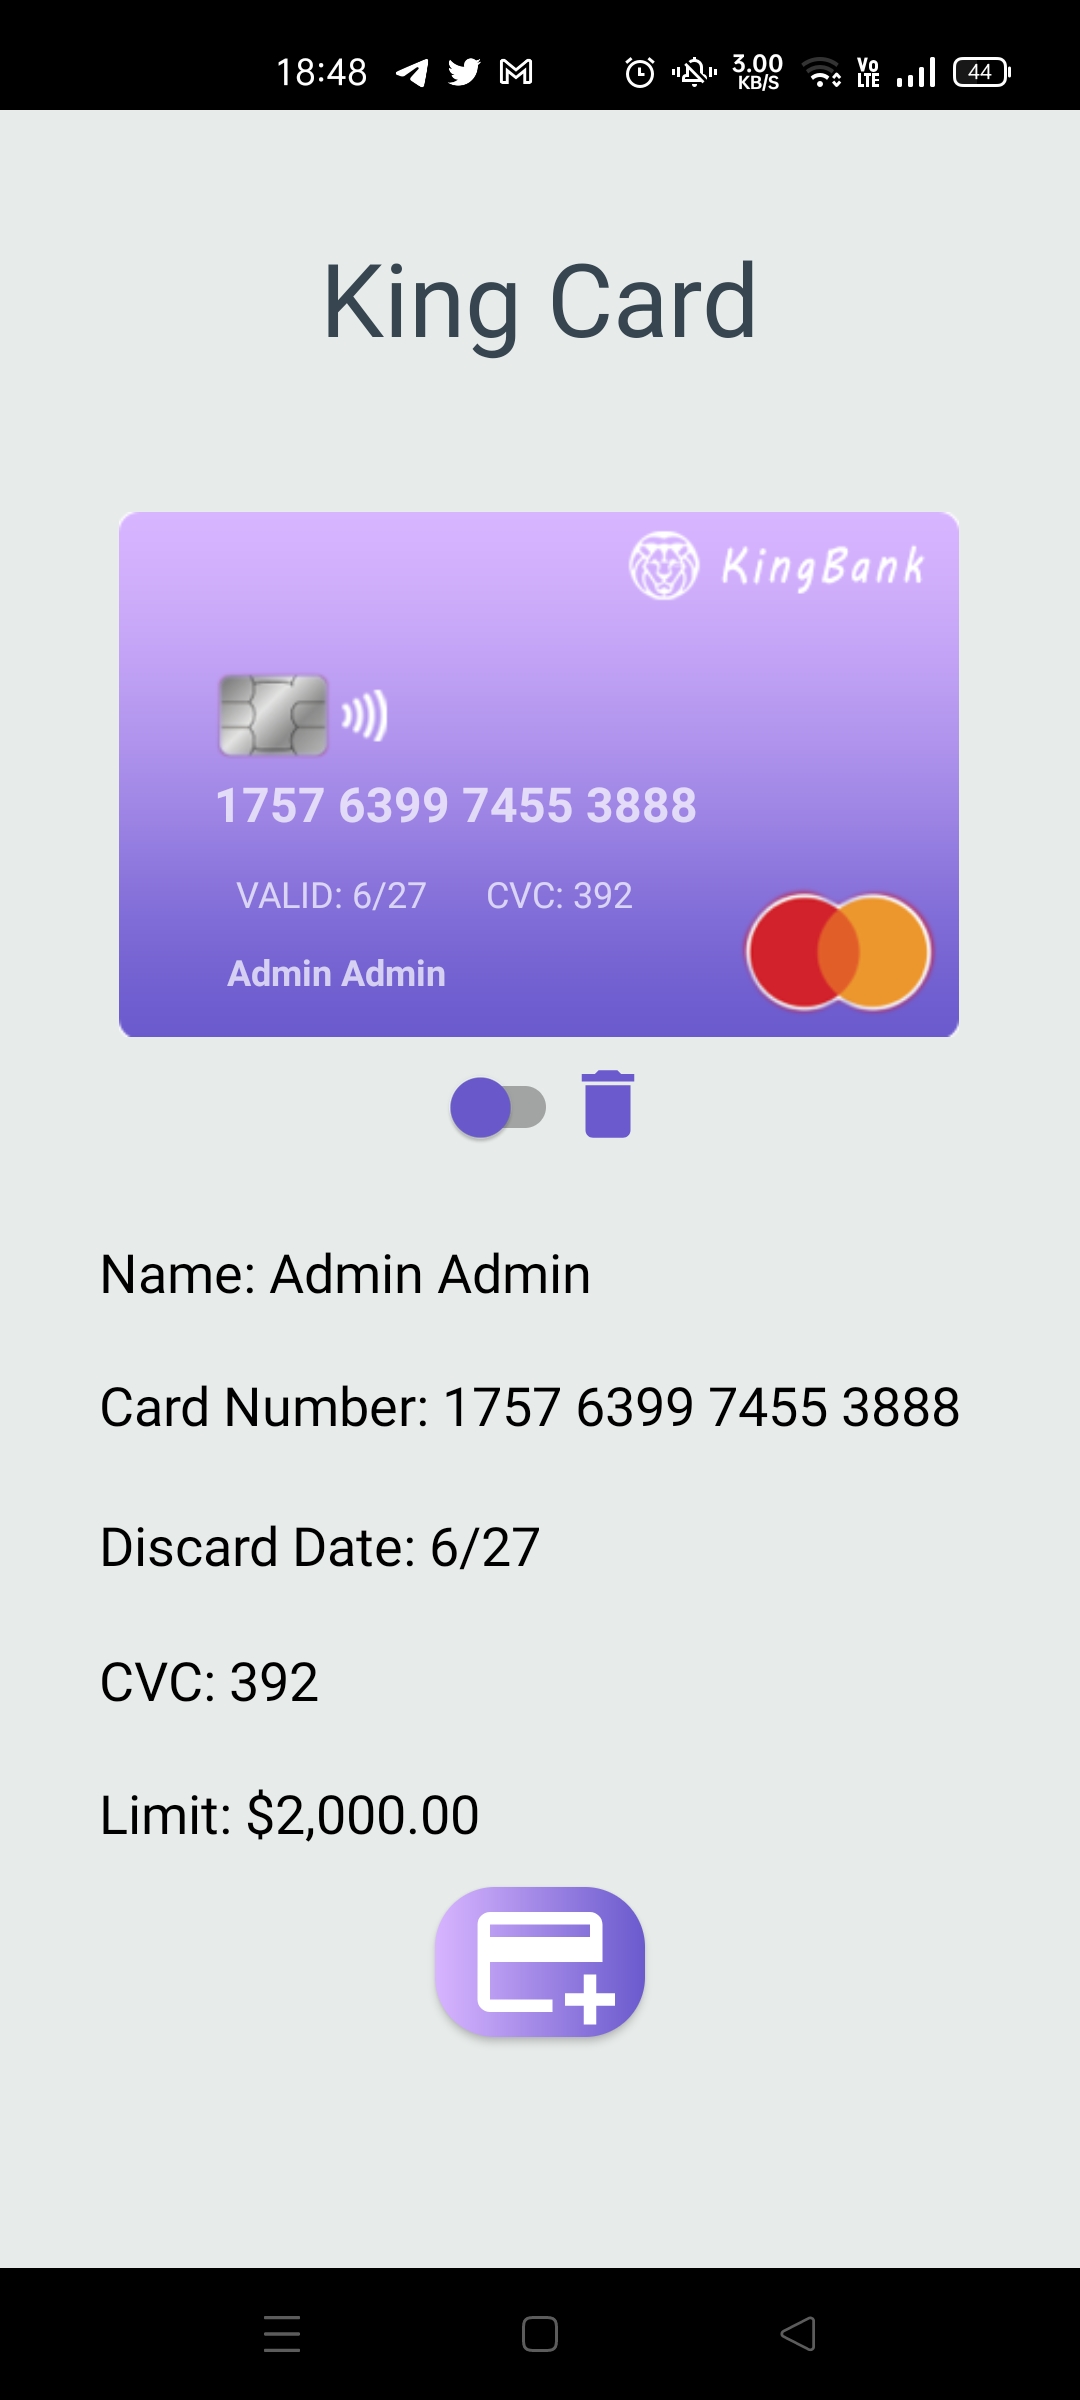 18:48 3.00 KB/S Vo LTE 44
King Card
KingBank
1757 6399 7455 3888
VALID: 6/27 CVC: 392
Admin Admin
Name: Admin Admin
Card Number: 1757 6399 7455 3888
Discard Date: 6/27
CVC: 392
Limit: $2,000.00